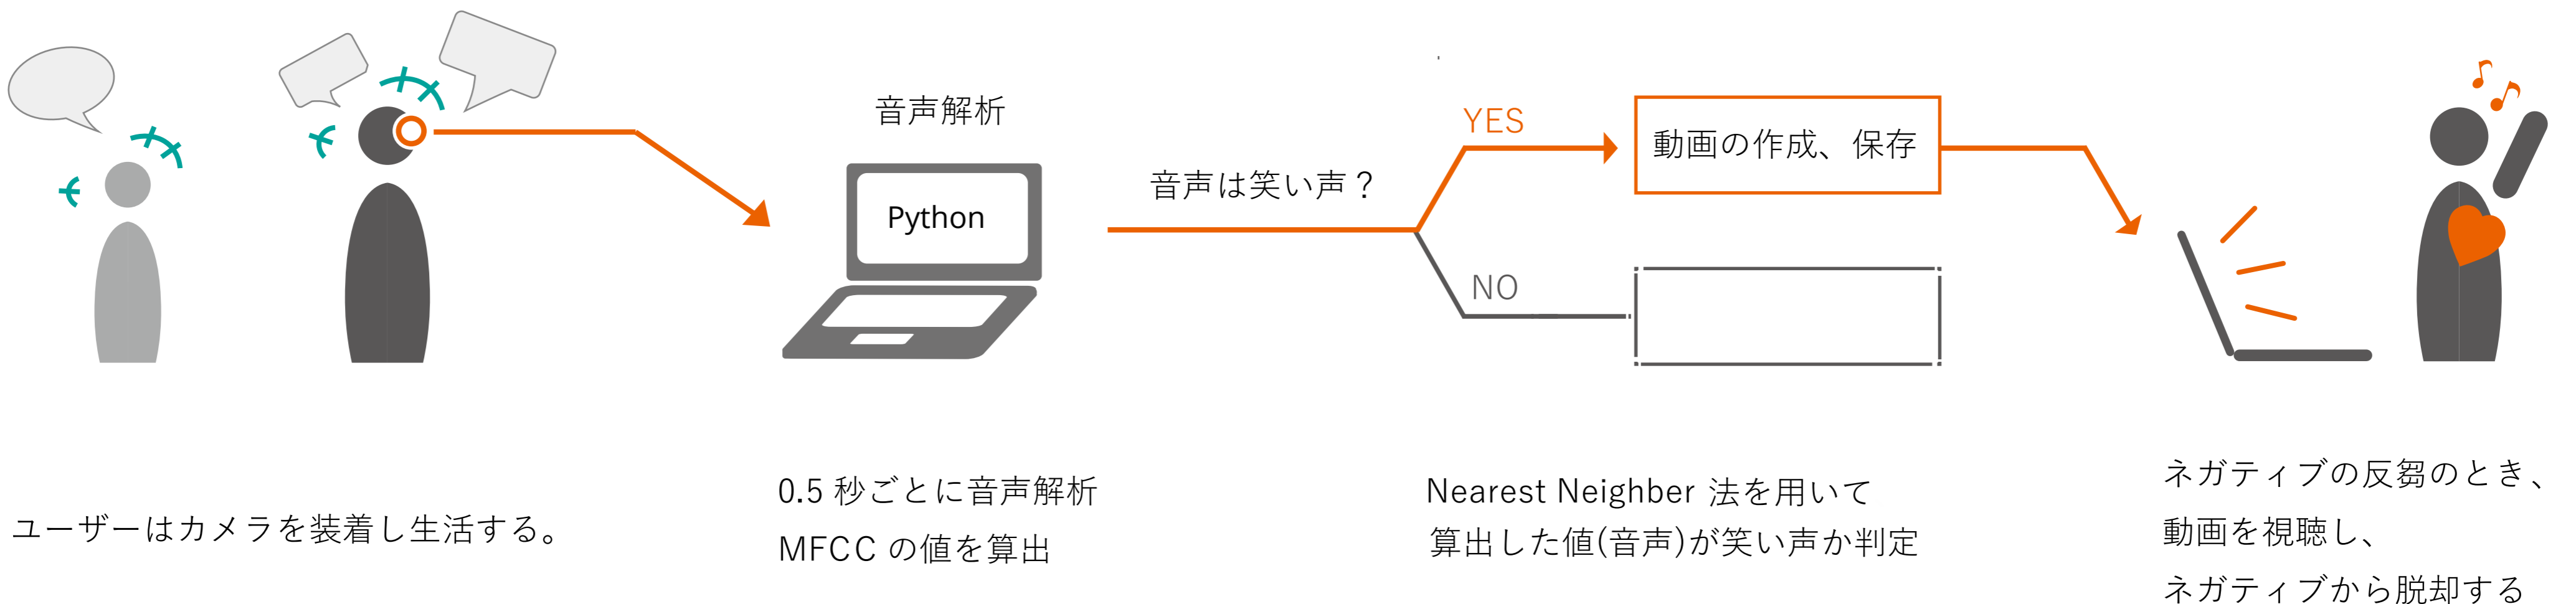 音声解析
Python
音声は笑い声？
YES
動画の作成、保存
NO
ユーザーはカメラを装着し生活する。
0.5 秒ごとに音声解析
MFCC の値を算出
Nearest Neighber 法を用いて
算出した値(音声)が笑い声か判定
ネガティブの反芻のとき、
動画を視聴し、
ネガティブから脱却する